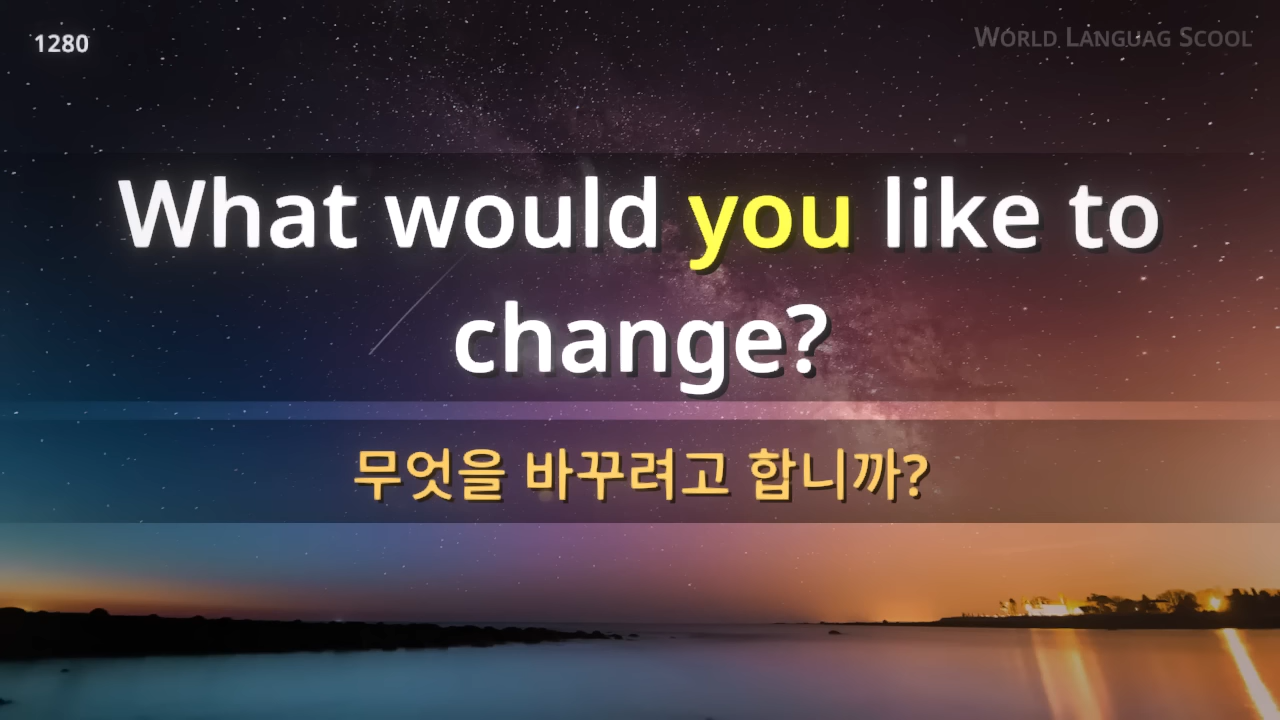 1280
WORLD LANGUAG SCOOL
What would you like to
change?
무엇을 바꾸려고 합니까?